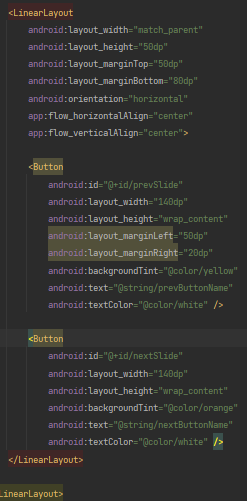 <LinearLayout
android:layout_width="match_parent"
android:layout_height="50dp"
android:layout_marginTop="50dp"
android:layout_marginBottom="80dp"
android:orientation="horizontal"
app:flow_horizontalAlign="center"
app:flow_verticalAlign="center">
<Button
android:id="@+id/prevSlide"
android:layout_width="140dp"
android:layout_height="wrap_content"
android:layout_marginLeft="50dp"
android:layout_marginRight="20dp"
android:backgroundTint="@color/yellow"
android:text="@string/prevButtonName"
android:textColor="@color/white" />
<Button
android:id="@+id/nextSlide"
android:layout_width="140dp"
android:layout_height="wrap_content"
android:backgroundTint="@color/orange"
android:text="@string/nextButtonName"
android:textColor="@color/white" />
</LinearLayout>
LinearLayout>